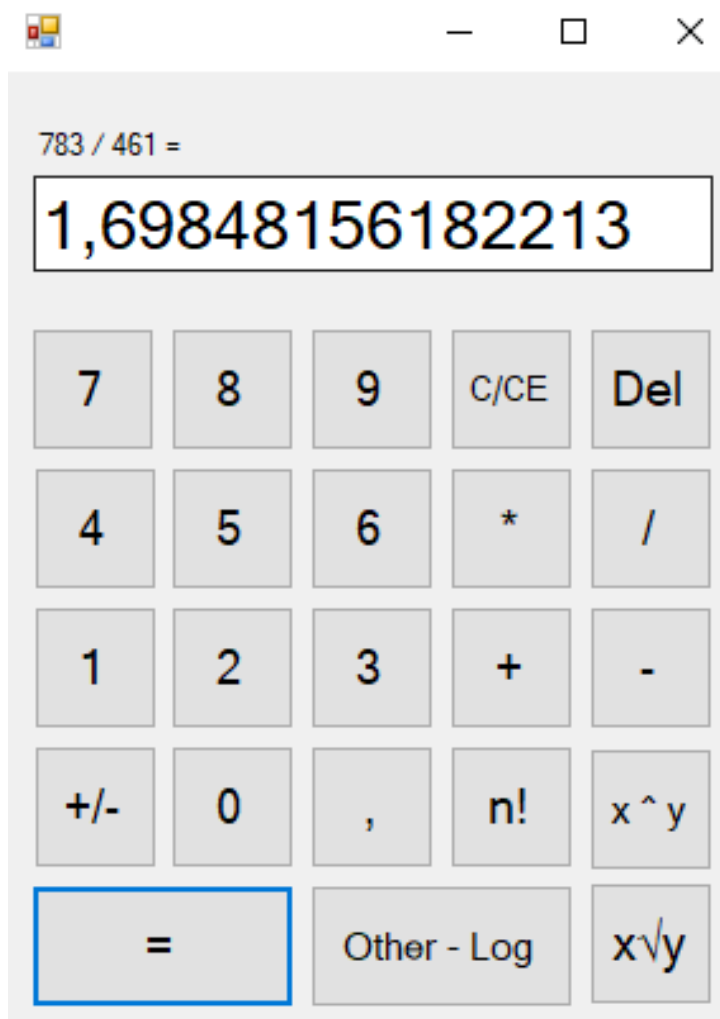 783 / 461 =
1,69848156182213
7 8 9 C/CE Del
4 5 6 * /
1 2 3 + -
+/- 0 , n! x ^ y
= Other - Log x√y